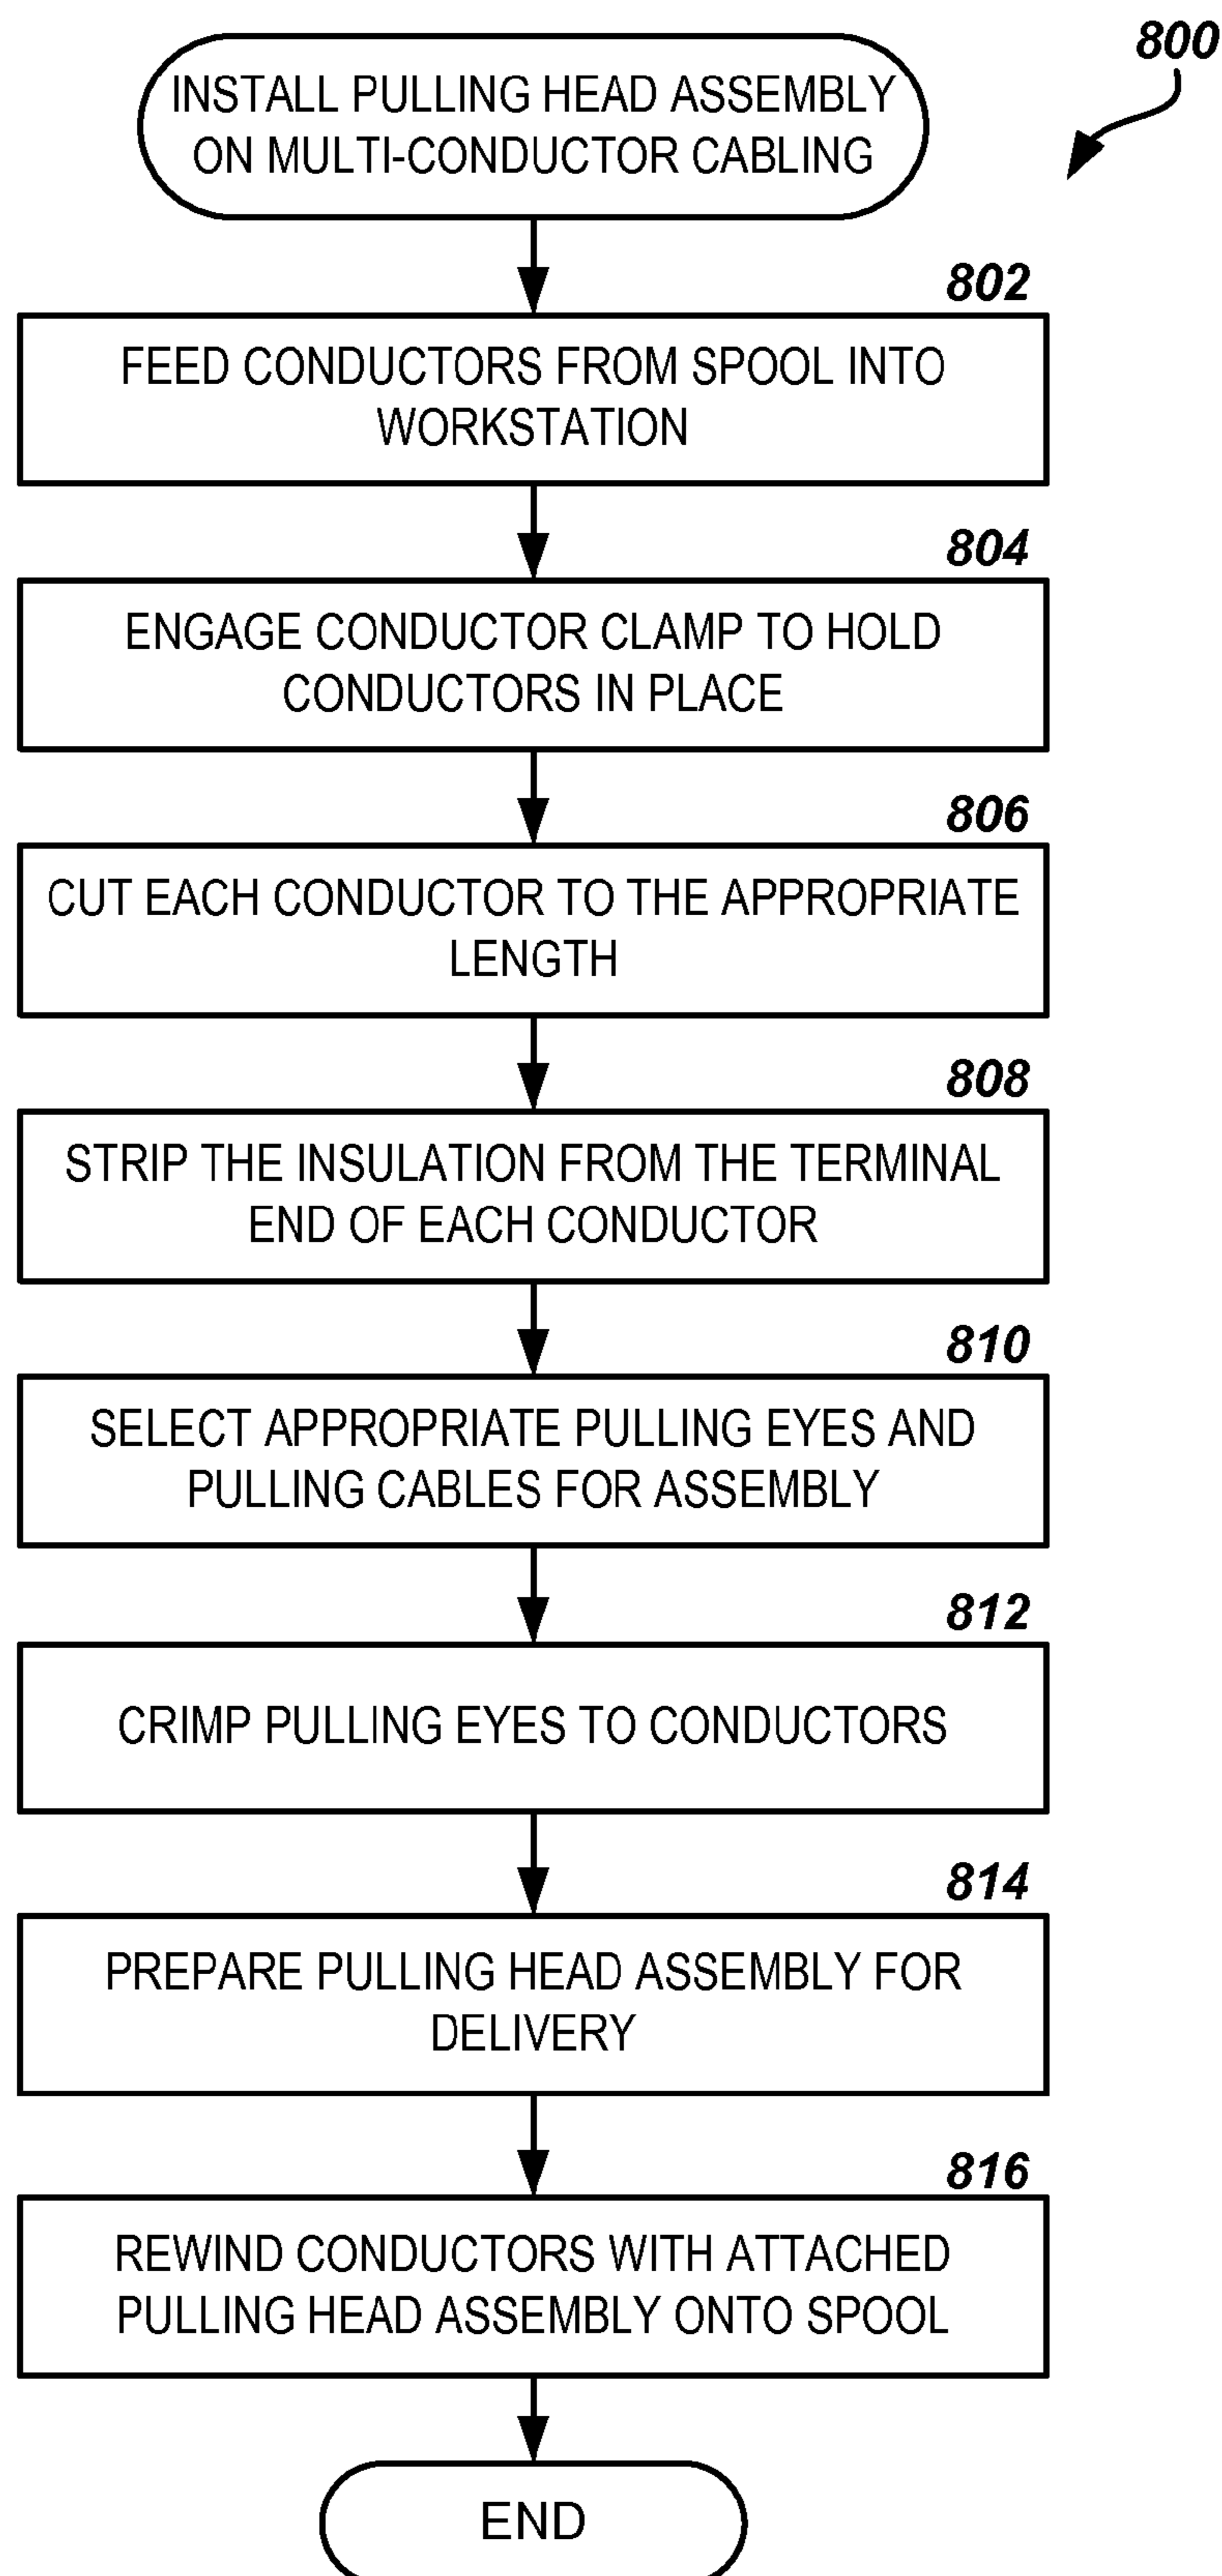 800
INSTALL PULLING HEAD ASSEMBLY
ON MULTI-CONDUCTOR CABLING
802
FEED CONDUCTORS FROM SPOOL INTO
WORKSTATION
804
ENGAGE CONDUCTOR CLAMP TO HOLD
CONDUCTORS IN PLACE
806
CUT EACH CONDUCTOR TO THE APPROPRIATE
LENGTH
808
STRIP THE INSULATION FROM THE TERMINAL
END OF EACH CONDUCTOR
810
SELECT APPROPRIATE PULLING EYES AND
PULLING CABLES FOR ASSEMBLY
812
CRIMP PULLING EYES TO CONDUCTORS
814
PREPARE PULLING HEAD ASSEMBLY FOR
DELIVERY
816
REWIND CONDUCTORS WITH ATTACHED
PULLING HEAD ASSEMBLY ONTO SPOOL
END